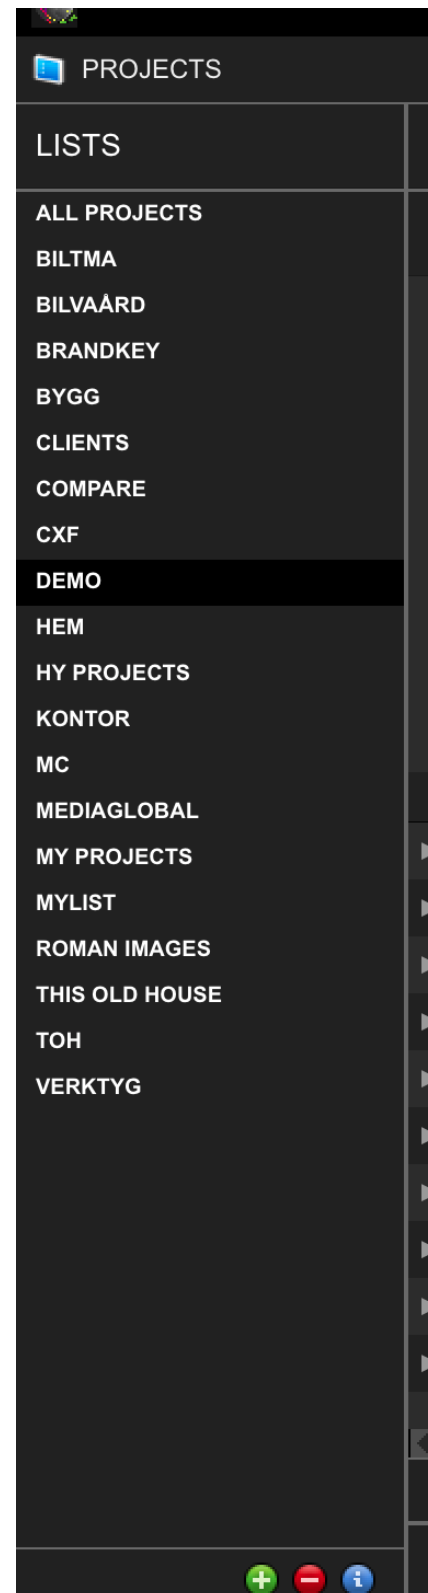 PROJECTS
LISTS
ALL PROJECTS
BILTMA
BILVAÅRD
BRANDKEY
BYGG
CLIENTS
COMPARE
CXF
DEMO
HEM
HY PROJECTS
KONTOR
MC
MEDIAGLOBAL
MY PROJECTS
MYLIST
ROMAN IMAGES
THIS OLD HOUSE
TOH
VERKTYG